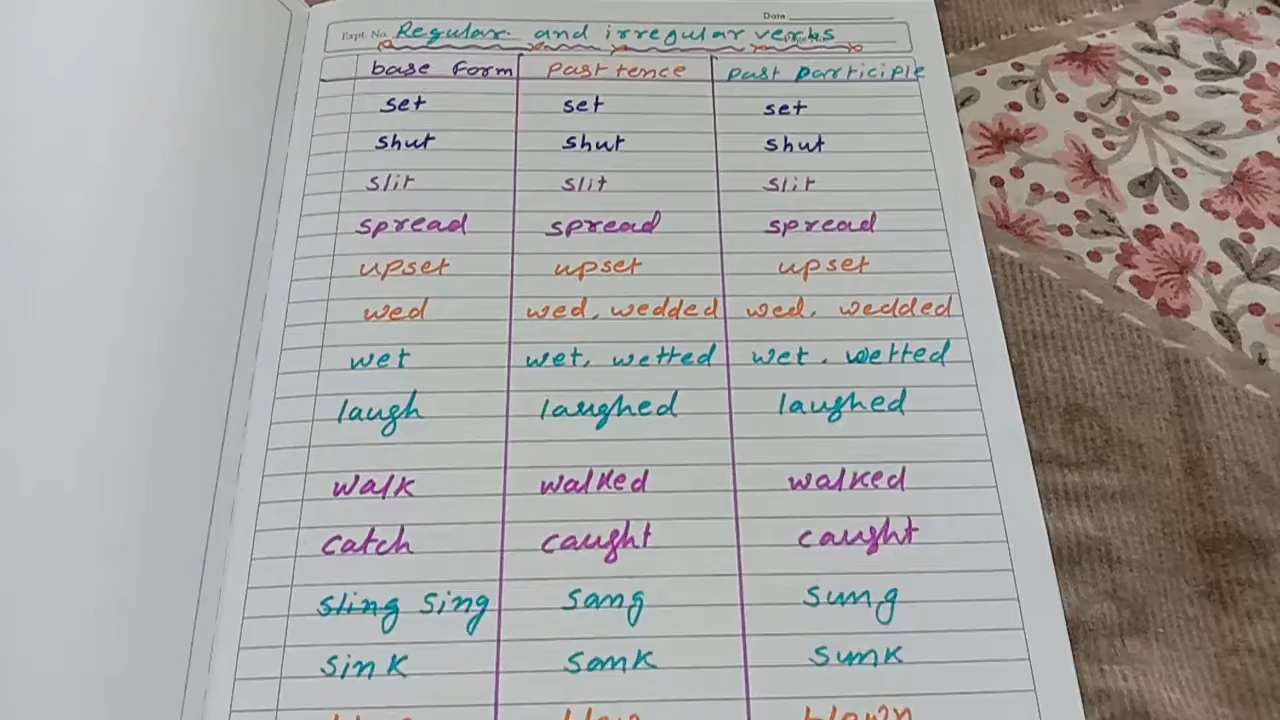 Date
Expt. No. Regular and irregular verbs
base form past tence past participle
set set set
shut shut shut
slit slit slit
spread spread spread
upset upset upset
wed wed, wedded wed, wedded
wet wet, wetted wet, wetted
laugh laughed laughed
walk walked walked
catch caught caught
sling sing sang sung
sink sank sunk
blown